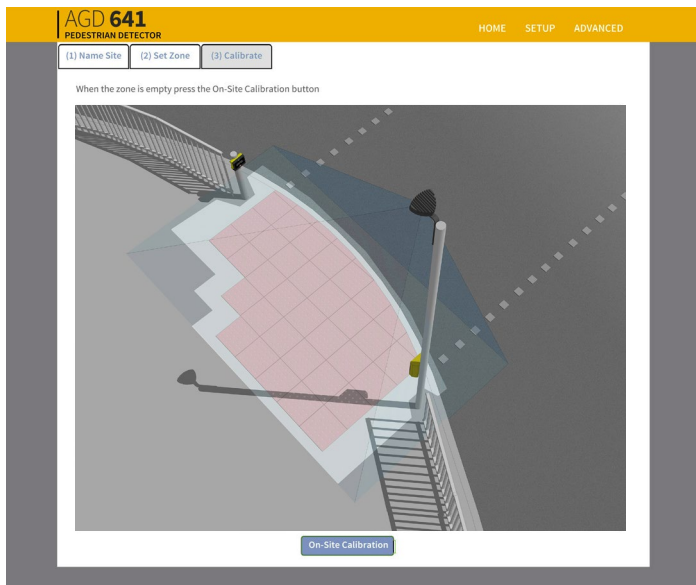 AGD 641
PEDESTRIAN DETECTOR
HOME SETUP ADVANCED
(1) Name Site (2) Set Zone (3) Calibrate
When the zone is empty press the On-Site Calibration button
On-Site Calibration